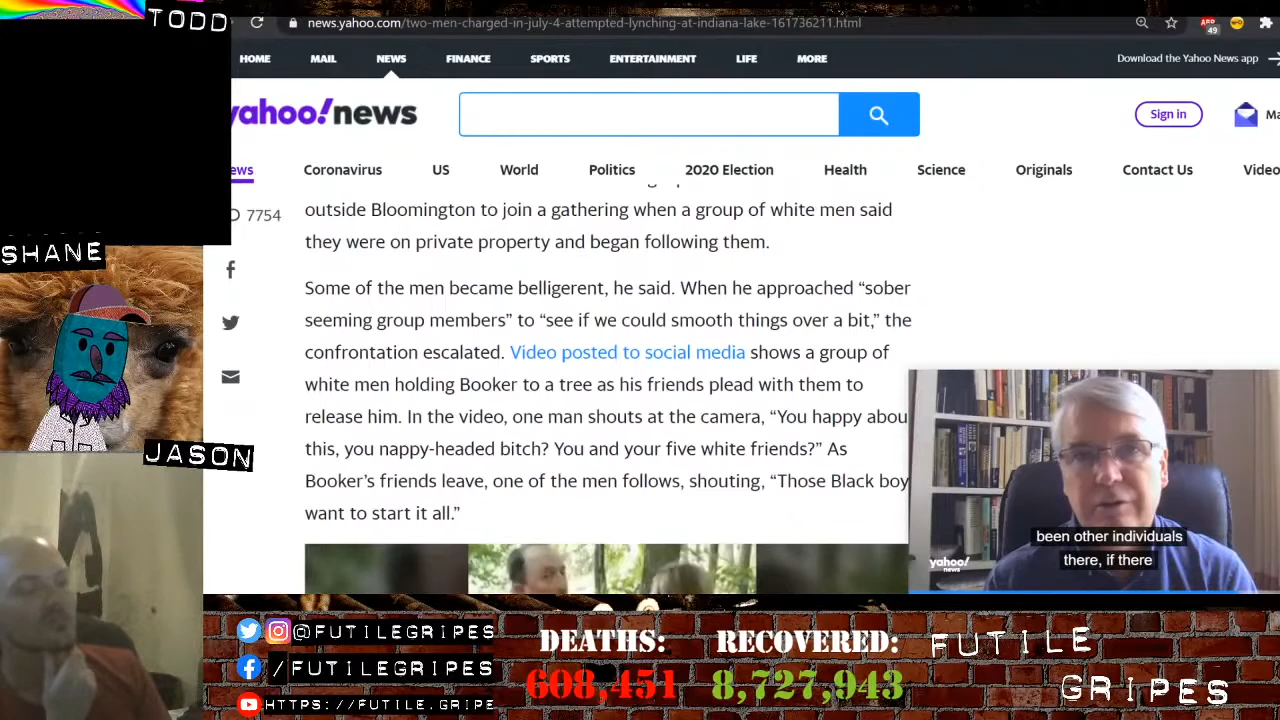 TODD
news.yahoo.com/two-men-charged-in-july-4-attempted-lynching-at-indiana-lake-161736211.html
ABP
49
HOME MAIL NEWS FINANCE SPORTS ENTERTAINMENT LIFE MORE
Download the Yahoo News app
yahoo!news
Sign in
Ma
ews Coronavirus US World Politics 2020 Election Health Science Originals Contact Us Video
7754
outside Bloomington to join a gathering when a group of white men said
they were on private property and began following them.
Some of the men became belligerent, he said. When he approached “sober
seeming group members” to “see if we could smooth things over a bit,” the
confrontation escalated. Video posted to social media shows a group of
white men holding Booker to a tree as his friends plead with them to
release him. In the video, one man shouts at the camera, “You happy abou
this, you nappy-headed bitch? You and your five white friends?” As
Booker’s friends leave, one of the men follows, shouting, “Those Black boy
want to start it all.”
SHANE
JASON
been other individuals
there, if there
yahoo!
news
@FUTILEGRIPES
/FUTILEGRIPES
HTTPS://FUTILE.GRIPE
DEATHS:
608,451
RECOVERED:
8,727,943
FUTILE
GRIPES